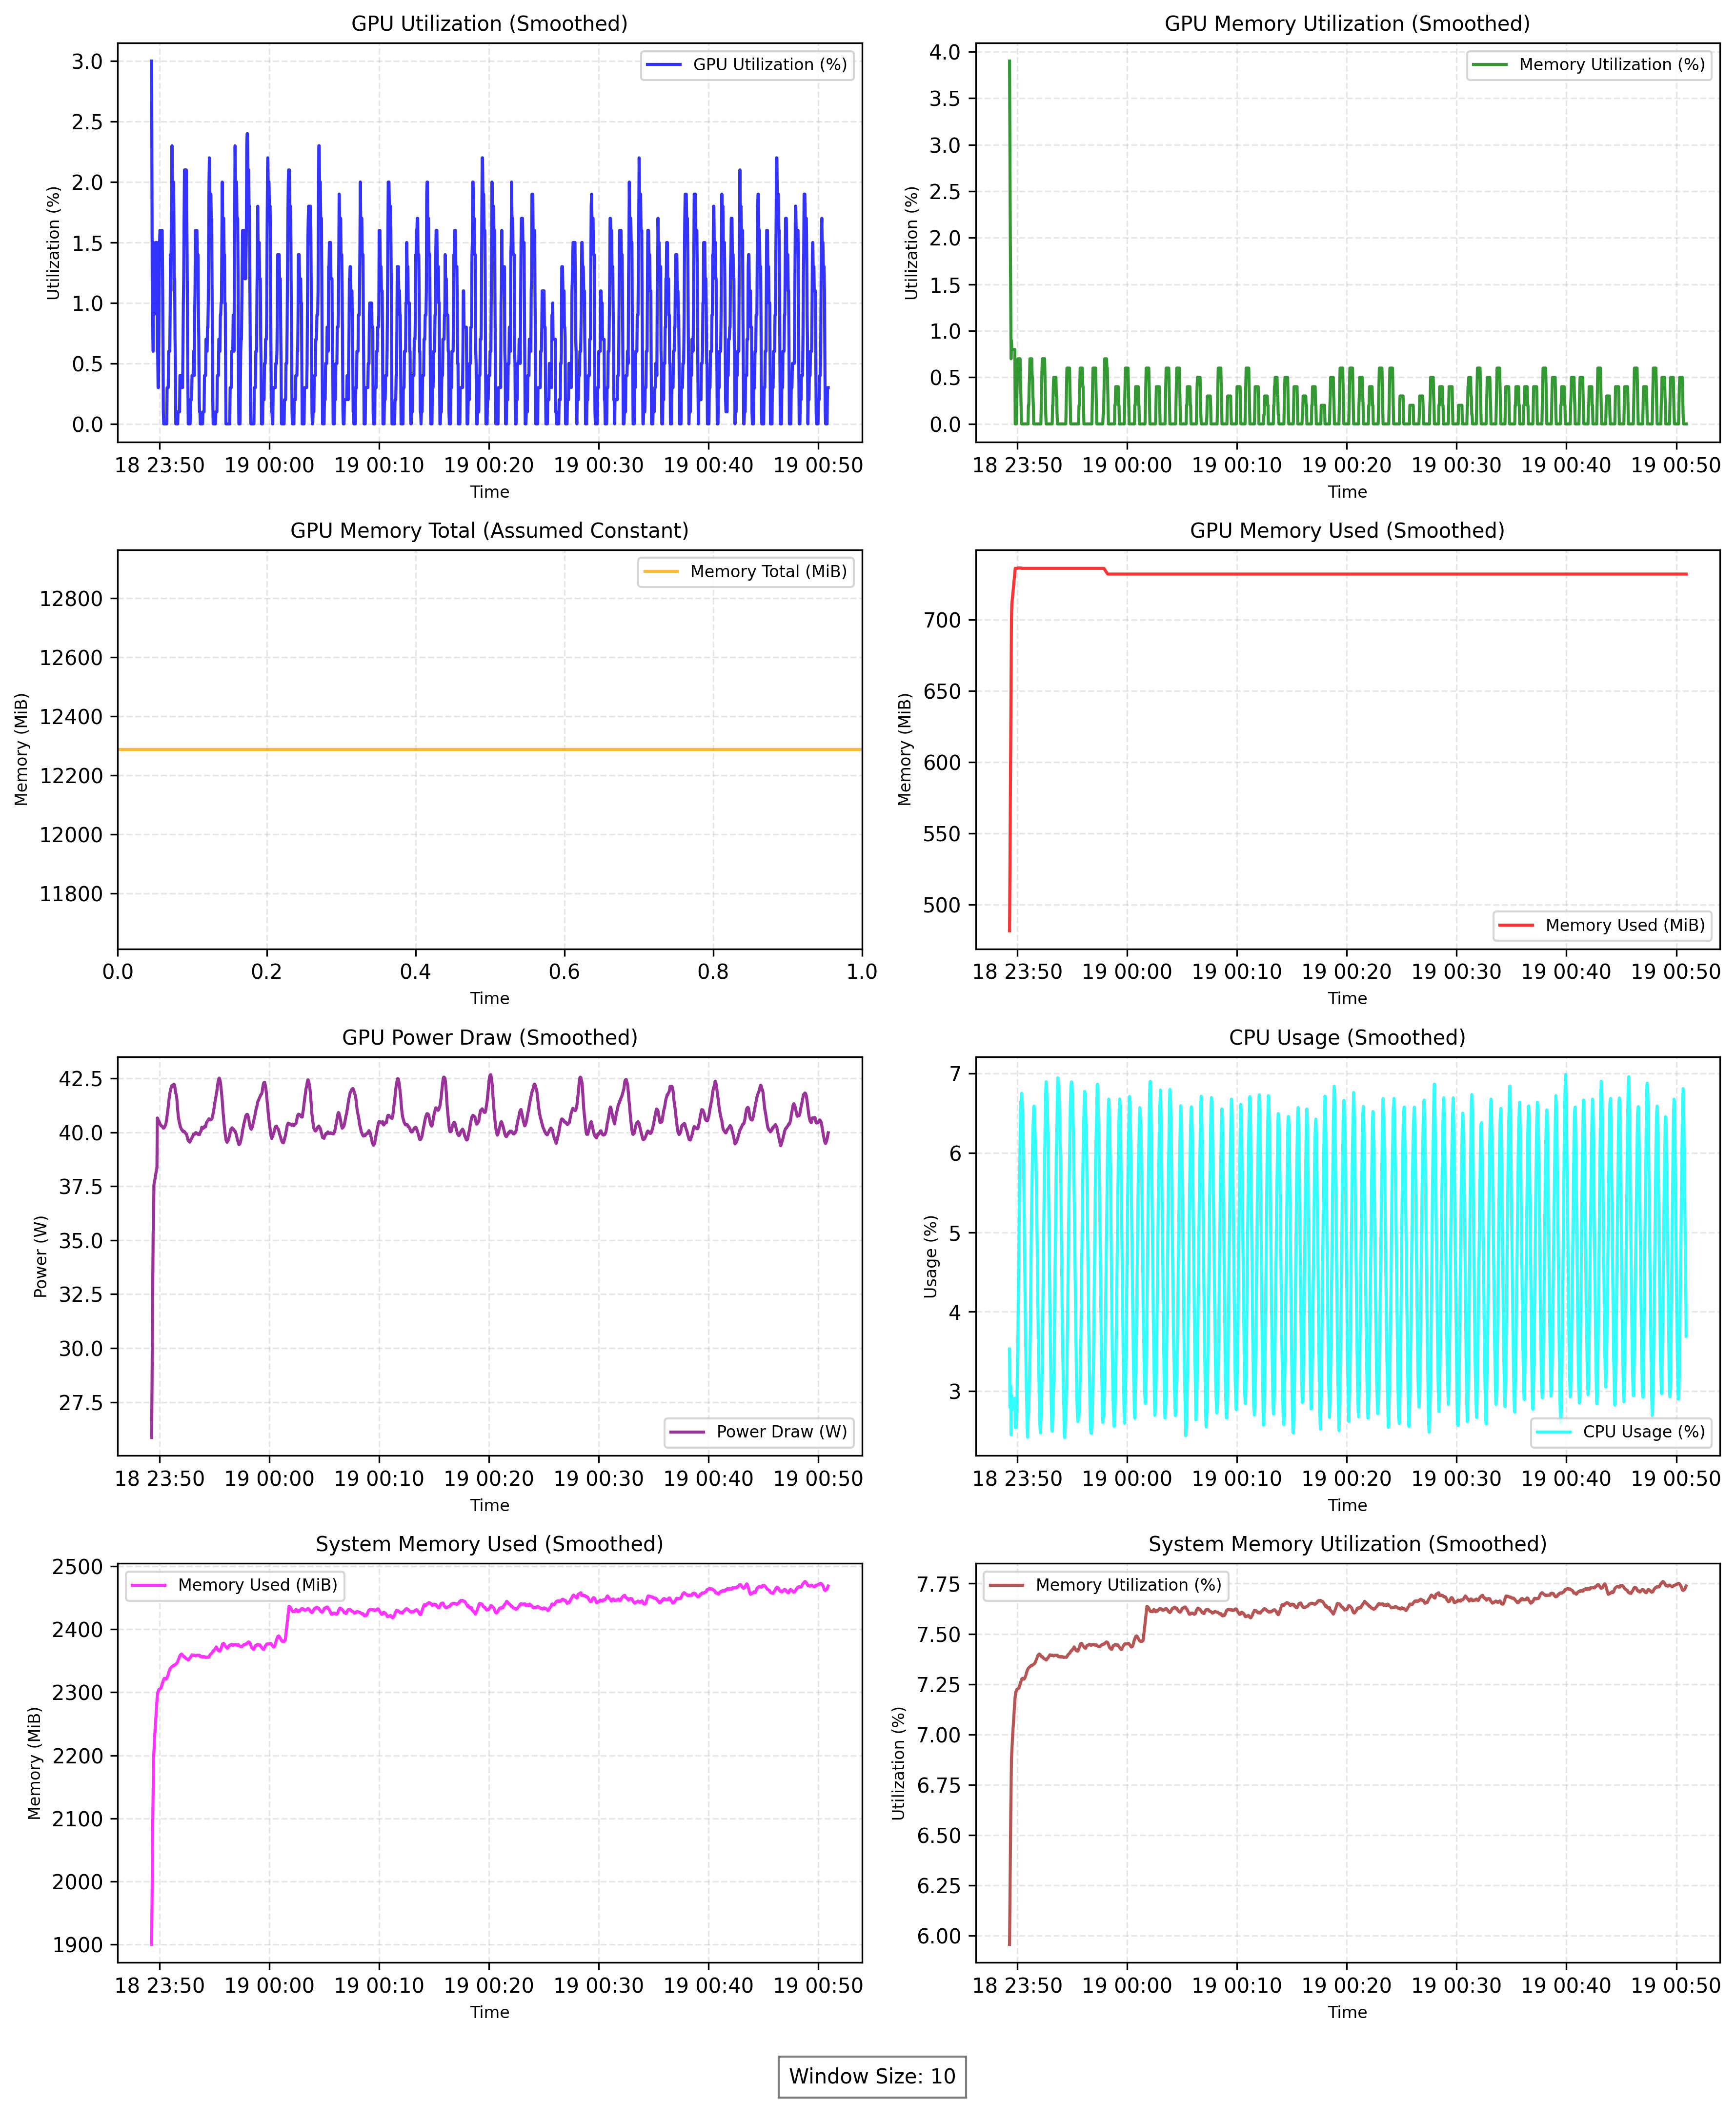 GPU Utilization (Smoothed)
GPU Utilization (%)
Utilization (%)
3.0
2.5
2.0
1.5
1.0
0.5
0.0
18 23:50 19 00:00 19 00:10 19 00:20 19 00:30 19 00:40 19 00:50
Time
GPU Memory Utilization (Smoothed)
Memory Utilization (%)
Utilization (%)
4.0
3.5
3.0
2.5
2.0
1.5
1.0
0.5
0.0
18 23:50 19 00:00 19 00:10 19 00:20 19 00:30 19 00:40 19 00:50
Time
GPU Memory Total (Assumed Constant)
Memory Total (MiB)
Memory (MiB)
12800
12600
12400
12200
12000
11800
0.0 0.2 0.4 0.6 0.8 1.0
Time
GPU Memory Used (Smoothed)
Memory (MiB)
700
650
600
550
500
Memory Used (MiB)
18 23:50 19 00:00 19 00:10 19 00:20 19 00:30 19 00:40 19 00:50
Time
GPU Power Draw (Smoothed)
Power (W)
42.5
40.0
37.5
35.0
32.5
30.0
27.5
Power Draw (W)
18 23:50 19 00:00 19 00:10 19 00:20 19 00:30 19 00:40 19 00:50
Time
CPU Usage (Smoothed)
Usage (%)
7
6
5
4
3
CPU Usage (%)
18 23:50 19 00:00 19 00:10 19 00:20 19 00:30 19 00:40 19 00:50
Time
System Memory Used (Smoothed)
Memory Used (MiB)
Memory (MiB)
2500
2400
2300
2200
2100
2000
1900
18 23:50 19 00:00 19 00:10 19 00:20 19 00:30 19 00:40 19 00:50
Time
System Memory Utilization (Smoothed)
Memory Utilization (%)
Utilization (%)
7.75
7.50
7.25
7.00
6.75
6.50
6.25
6.00
18 23:50 19 00:00 19 00:10 19 00:20 19 00:30 19 00:40 19 00:50
Time
Window Size: 10